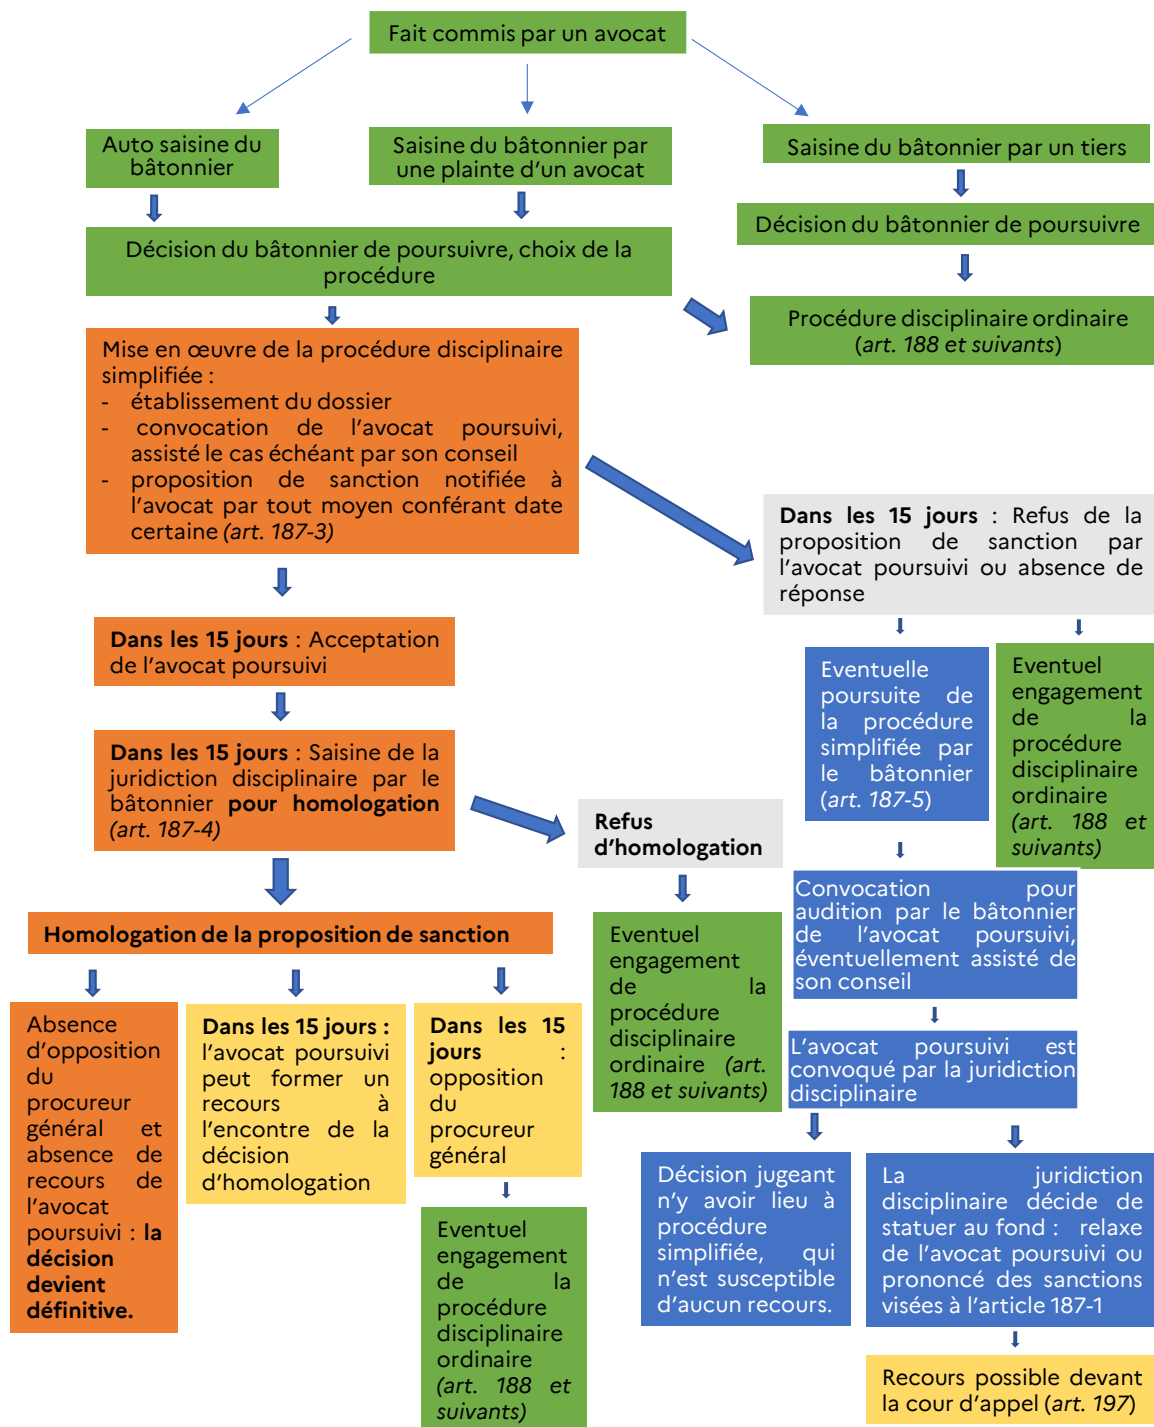 Fait commis par un avocat
Auto saisine du
bâtonnier
Saisine du bâtonnier par
une plainte d'un avocat
Saisine du bâtonnier par un tiers
Décision du bâtonnier de poursuivre
Décision du bâtonnier de poursuivre, choix de la
procédure
Procédure disciplinaire ordinaire
(art. 188 et suivants)
Mise en œuvre de la procédure disciplinaire
simplifiée :
- établissement du dossier
- convocation de l'avocat poursuivi,
assisté le cas échéant par son conseil
- proposition de sanction notifiée à
l'avocat par tout moyen conférant date
certaine (art. 187-3)
Dans les 15 jours : Refus de la
proposition de sanction par
l'avocat poursuivi ou absence de
réponse
Dans les 15 jours : Acceptation
de l'avocat poursuivi
Dans les 15 jours : Saisine de la
juridiction disciplinaire par le
bâtonnier pour homologation
(art. 187-4)
Eventuelle
poursuite de
la procédure
simplifiée par
le bâtonnier
(art. 187-5)
Eventuel
engagement
de la
procédure
disciplinaire
ordinaire
(art. 188 et
suivants)
Refus
d'homologation
Convocation pour
audition par le bâtonnier
de l'avocat poursuivi,
éventuellement assisté de
son conseil
Homologation de la proposition de sanction
Eventuel
engagement
de la
procédure
disciplinaire
ordinaire (art.
188 et suivants)
Absence
d'opposition
du
procureur
général et
absence de
recours de
l'avocat
poursuivi : la
décision
devient
définitive.
Dans les 15 jours :
l'avocat poursuivi
peut former un
recours à
l'encontre de la
décision
d'homologation
Dans les 15
jours :
opposition
du
procureur
général
L'avocat poursuivi est
convoqué par la juridiction
disciplinaire
Décision jugeant
n'y avoir lieu à
procédure
simplifiée, qui
n'est susceptible
d'aucun recours.
La juridiction
disciplinaire décide de
statuer au fond : relaxe
de l'avocat poursuivi ou
prononcé des sanctions
visées à l'article 187-1
Eventuel
engagement
de la
procédure
disciplinaire
ordinaire
(art. 188 et
suivants)
Recours possible devant
la cour d'appel (art. 197)